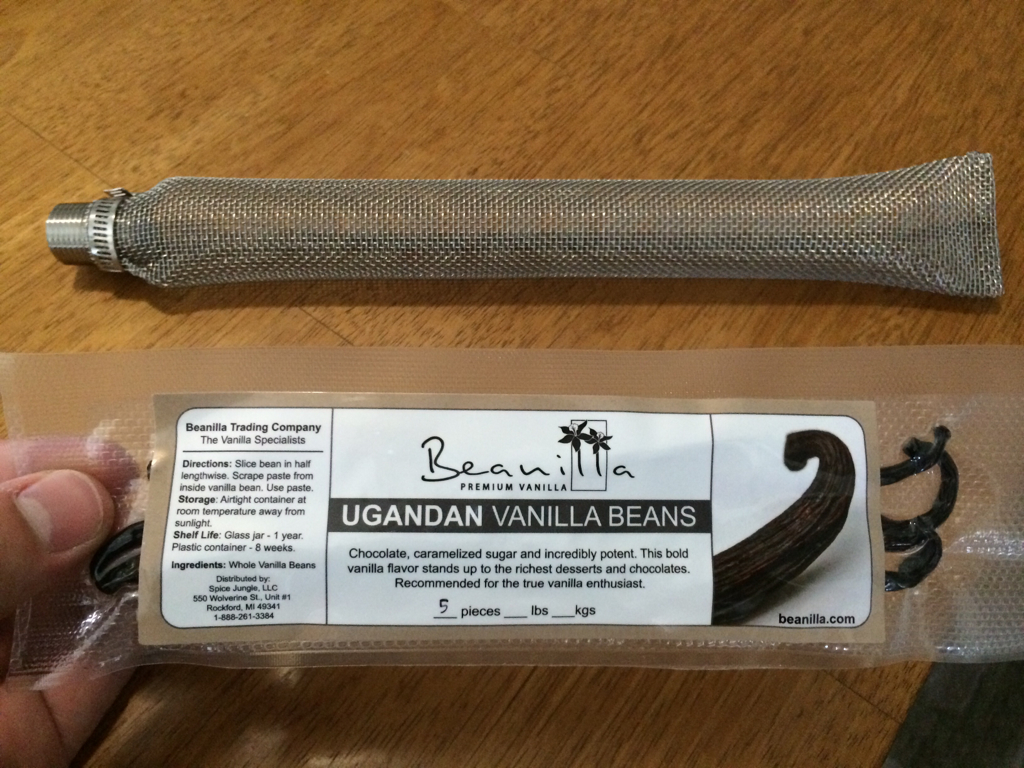 Beanilla Trading Company
The Vanilla Specialists
Directions: Slice bean in half
lengthwise. Scrape paste from
inside vanilla bean. Use paste.
Storage: Airtight container at
room temperature away from
sunlight.
Shelf Life: Glass jar - 1 year.
Plastic container - 8 weeks.
Ingredients: Whole Vanilla Beans
Distributed by:
Spice Jungle, LLC
550 Wolverine St., Unit #1
Rockford, MI 49341
1-888-261-3384
Beanilla
PREMIUM VANILLA
UGANDAN VANILLA BEANS
Chocolate, caramelized sugar and incredibly potent. This bold
vanilla flavor stands up to the richest desserts and chocolates.
Recommended for the true vanilla enthusiast.
5 pieces ___ lbs ___kgs
beanilla.com